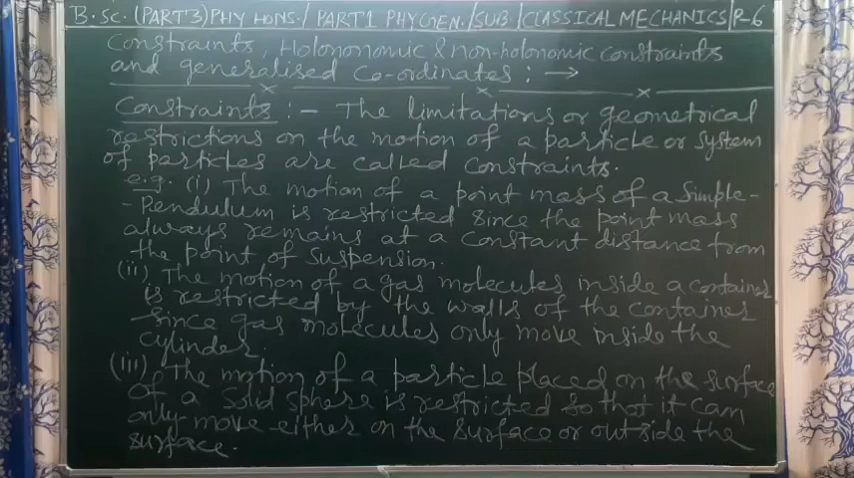 B.SC. (PART3) PHY HONS./ PART1 PHY GEN./ SUB./ CLASSICAL MECHANICS/P-6
Constraints, Holononomic & non-holonomic constraints
and generalised Co-ordinates : →
Constraints :- The limitations or geometrical
restrictions on the motion of a particle or system
of particles are called constraints.
e.g. (i) The motion of a point mass of a Simple-
-Pendulum is restricted since the point mass
always remains at a constant distance from
the point of suspension.
(ii) The motion of a gas molecules inside a container
is restricted by the walls of the container
since gas molecules only move inside the
cylinder.
(iii) The motion of a particle placed on the surface
of a solid sphere is restricted so that it can
only move either on the surface or outside the
surface.